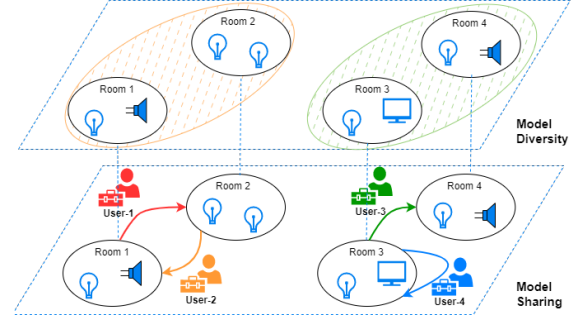 Room 2
Room 4
Room 1
Room 3
Model
Diversity
User-1
Room 2
User-3
Room 4
Room 1
User-2
Room 3
User-4
Model
Sharing